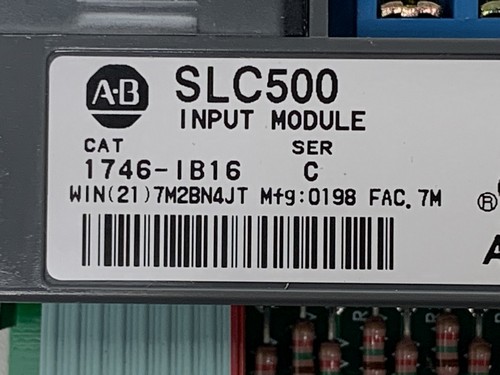 A-B
SLC500
INPUT MODULE
CAT SER
1746-IB16 C
WIN(21)7M2BN4JT Mfg:0198 FAC. 7M
®
A